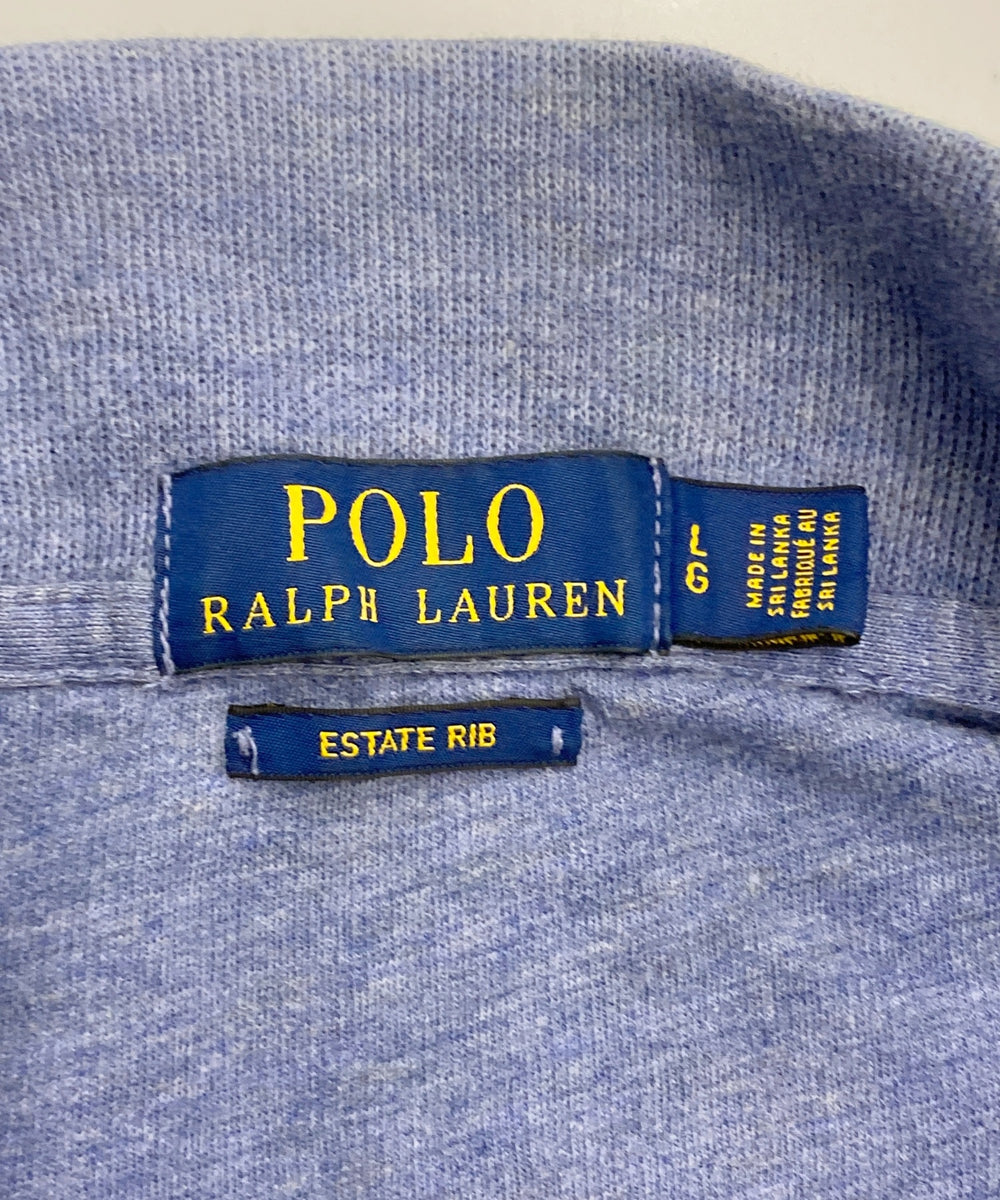 POLO
RALPH LAUREN
L G
MADE IN
SRI LANKA
FABRIQUÉ AU
SRI LANKA
ESTATE RIB